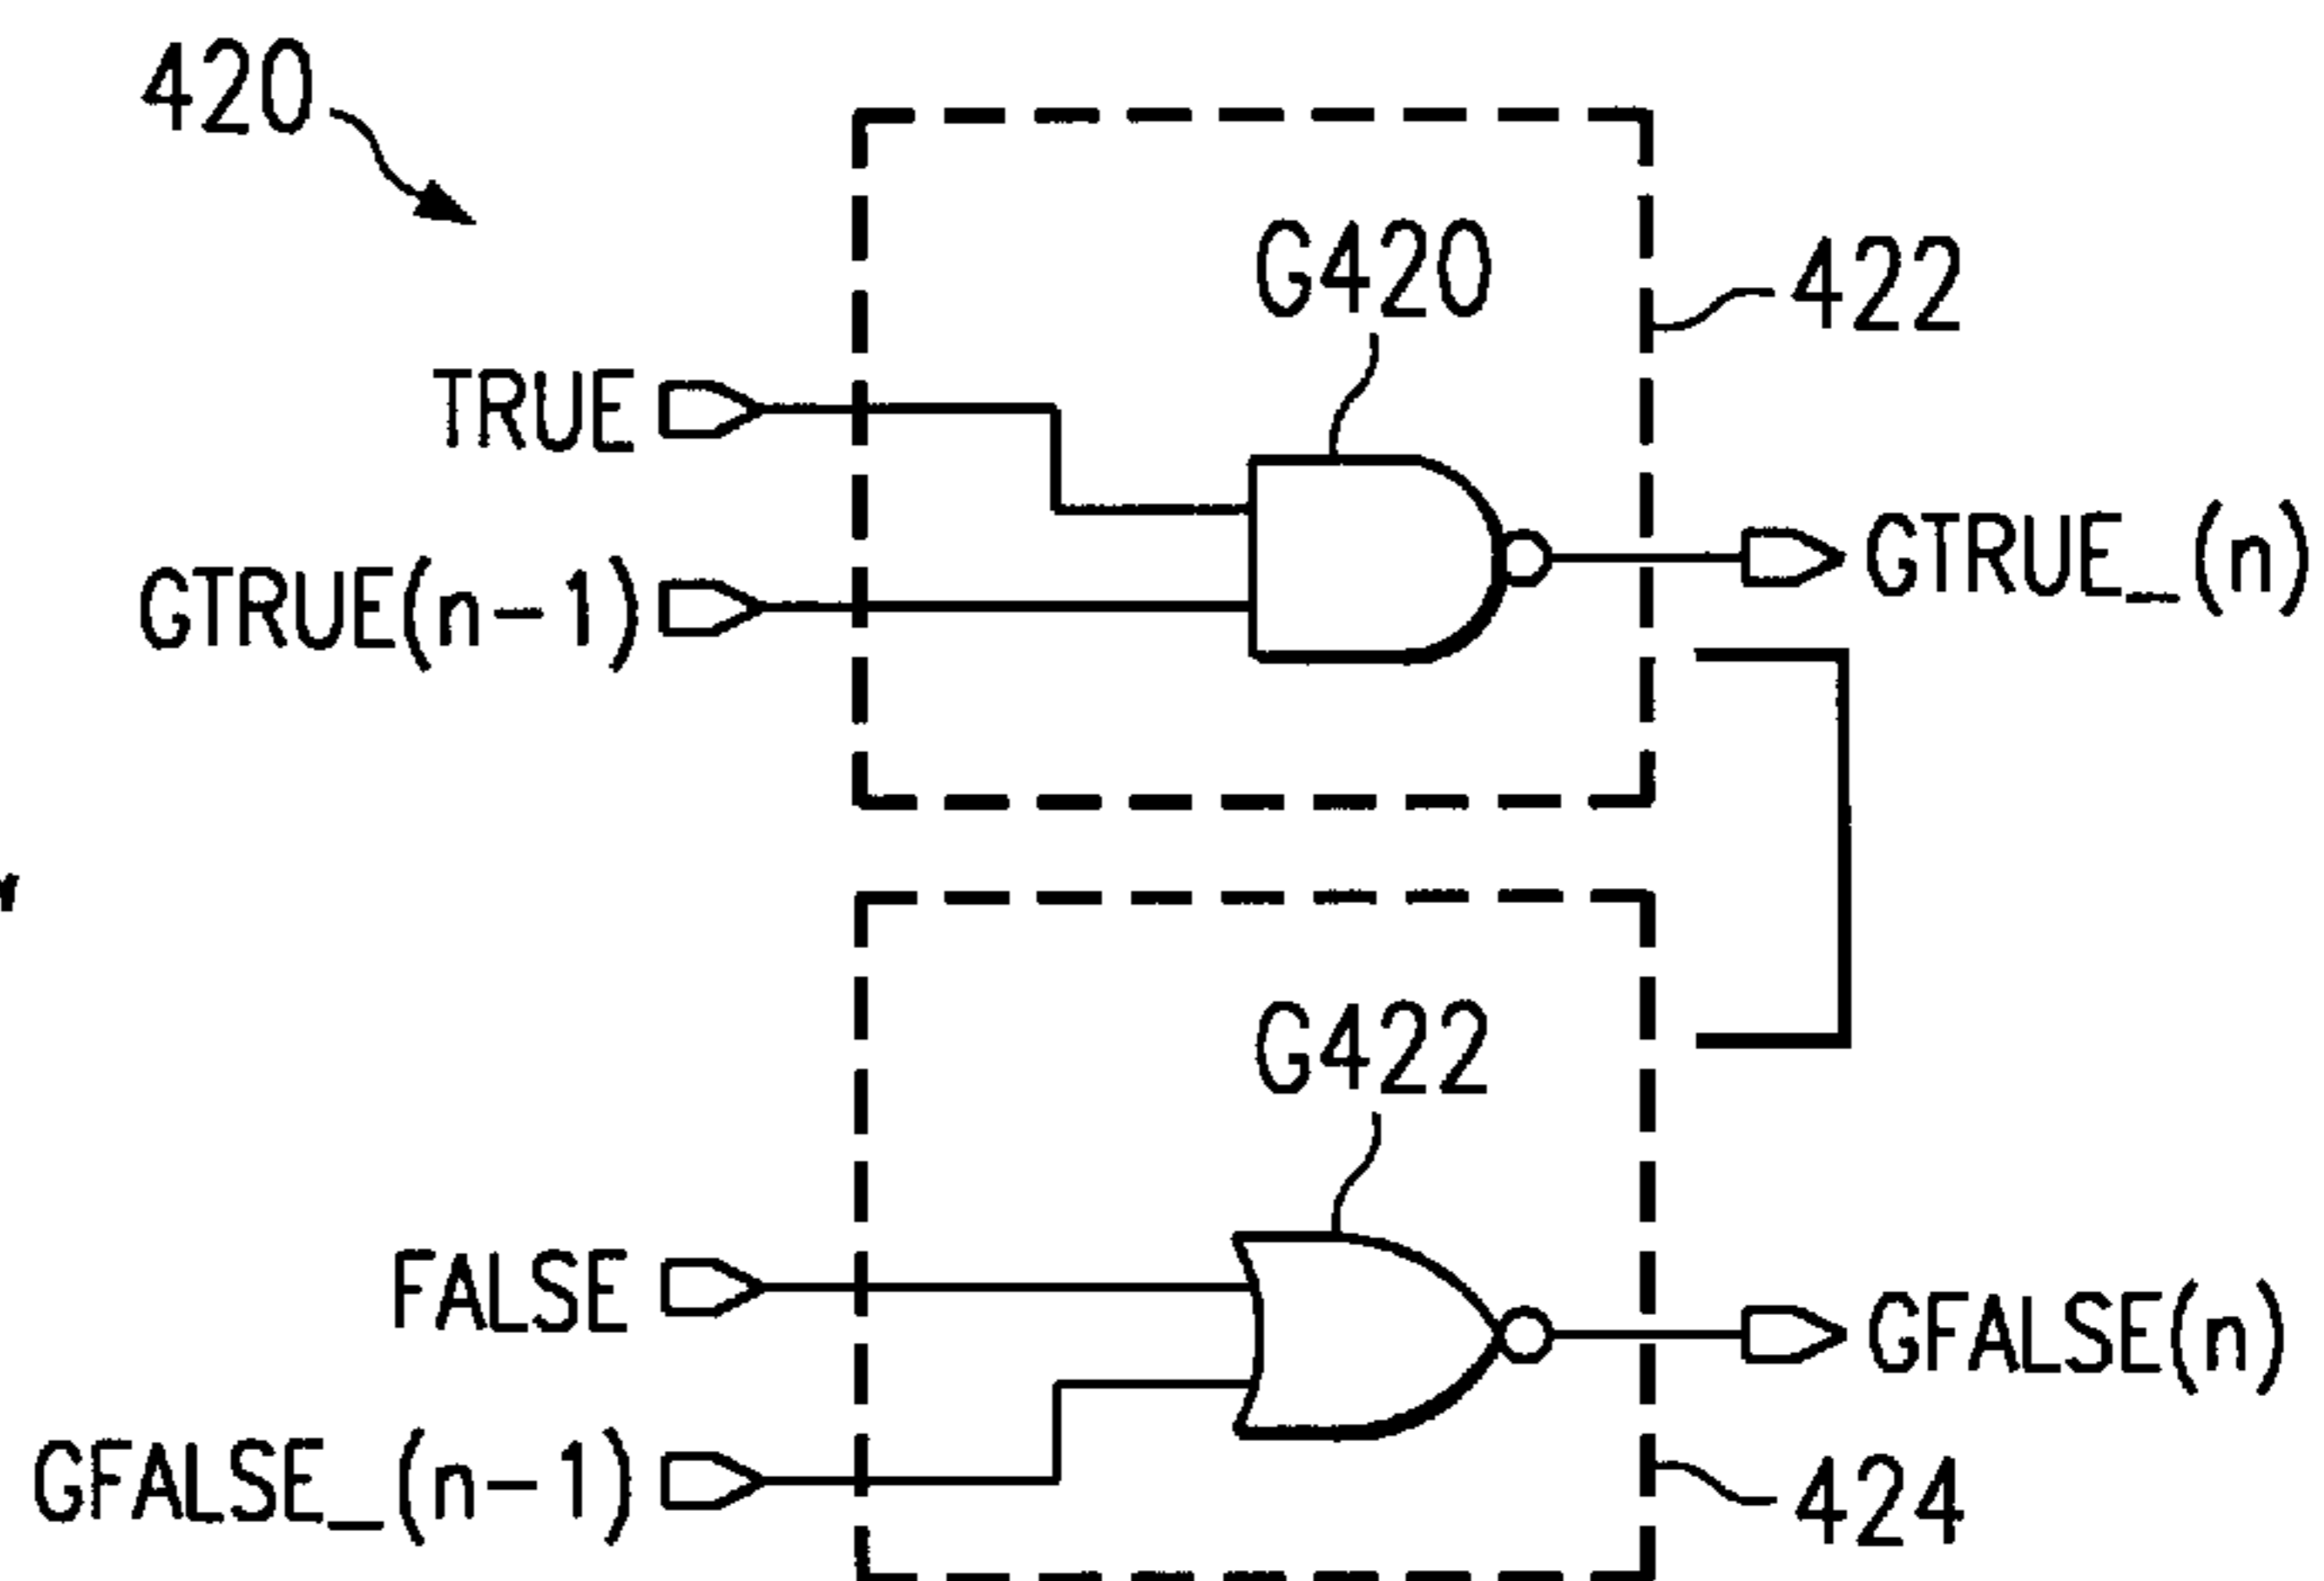 420
G420
422
TRUE
GTRUE(n-1)
GTRUE_(n)
G422
FALSE
GFALSE(n)
GFALSE_(n-1)
424